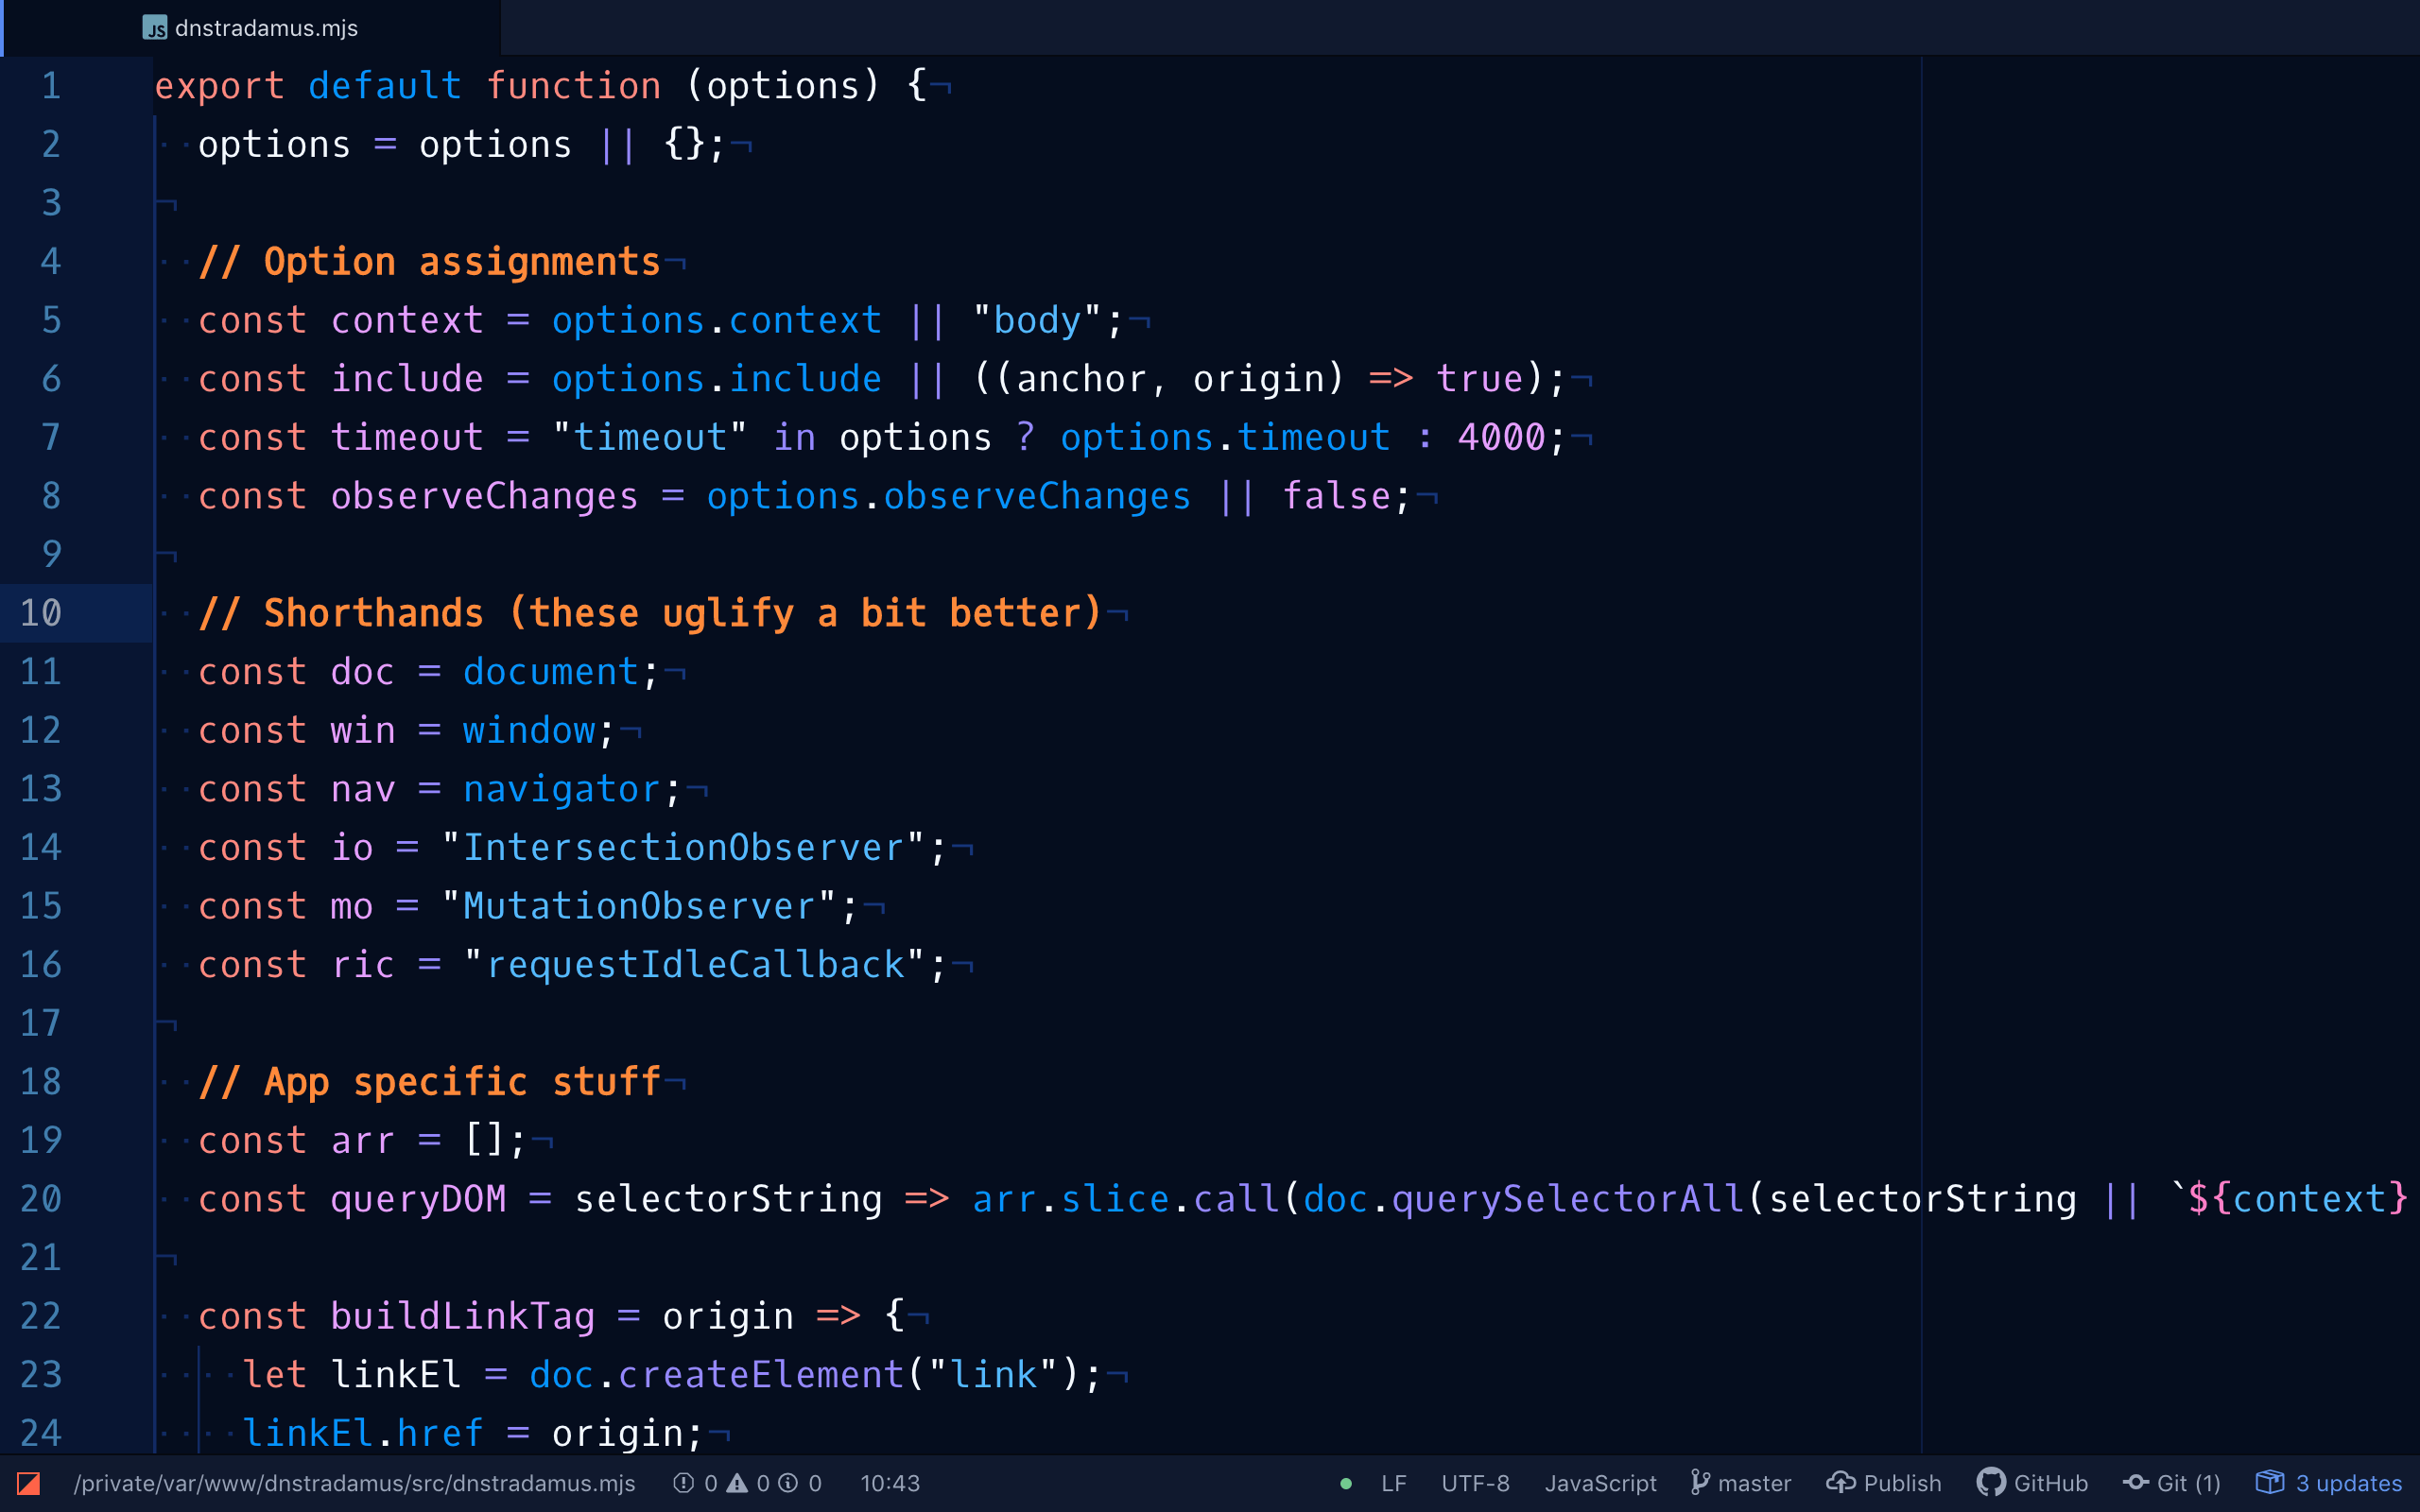 dnstradamus.mjs
1 export default function (options) {¬
2 ··options = options || {};¬
3 ¬
4 ··// Option assignments¬
5 ··const context = options.context || "body";¬
6 ··const include = options.include || ((anchor, origin) => true);¬
7 ··const timeout = "timeout" in options ? options.timeout : 4000;¬
8 ··const observeChanges = options.observeChanges || false;¬
9 ¬
10 ··// Shorthands (these uglify a bit better)¬
11 ··const doc = document;¬
12 ··const win = window;¬
13 ··const nav = navigator;¬
14 ··const io = "IntersectionObserver";¬
15 ··const mo = "MutationObserver";¬
16 ··const ric = "requestIdleCallback";¬
17 ¬
18 ··// App specific stuff¬
19 ··const arr = [];¬
20 ··const queryDOM = selectorString => arr.slice.call(doc.querySelectorAll(selectorString || `${context}
21 ¬
22 ··const buildLinkTag = origin => {¬
23 ····let linkEl = doc.createElement("link");¬
24 ····linkEl.href = origin;¬
/private/var/www/dnstradamus/src/dnstradamus.mjs 0 0 0 10:43 LF UTF-8 JavaScript master Publish GitHub Git (1) 3 updates